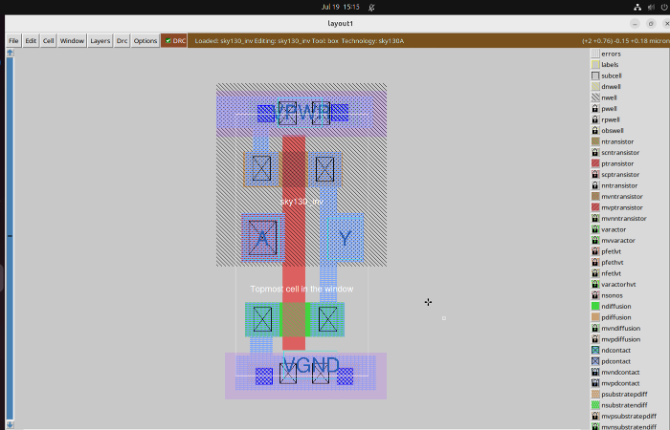 Jul 19 15:15
layout1
File Edit Cell Window Layers Drc Options DRC Loaded: sky130_inv Editing: sky130_inv Tool: box Technology: sky130A (+2 +0.76)-0.15 +0.18 micron
errors
labels
subcell
dnwell
nwell
pwell
rpwell
obswell
ntransistor
scntransistor
ptransistor
scptransistor
nntransistor
mvntransistor
mvptransistor
mvnntransistor
varactor
mvvaractor
pfetlvt
pfethvt
nfetlvt
varactorhvt
nsonos
ndiffusion
pdiffusion
mvndiffusion
mvpdiffusion
ndcontact
pdcontact
mvndcontact
mvpdcontact
psubstratepdiff
nsubstratendiff
mvpsubstratepdiff
mvnsubstratendiff
VPWR
sky130_inv
A
Y
Topmost cell in the window
VGND